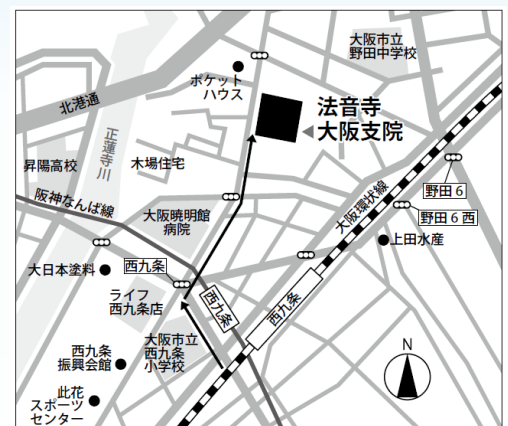 大阪市立
野田中学校
ポケット
ハウス
北港通
法音寺
大阪支院
正蓮寺川
昇陽高校
木場住宅
大阪環状線
野田6
阪神なんば線
大阪暁明館
病院
野田6西
上田水産
大日本塗料
西九条
ライフ
西九条店
西九条
西九条
大阪市立
西九条
小学校
西九条
振興会館
N
此花
スポーツ
センター